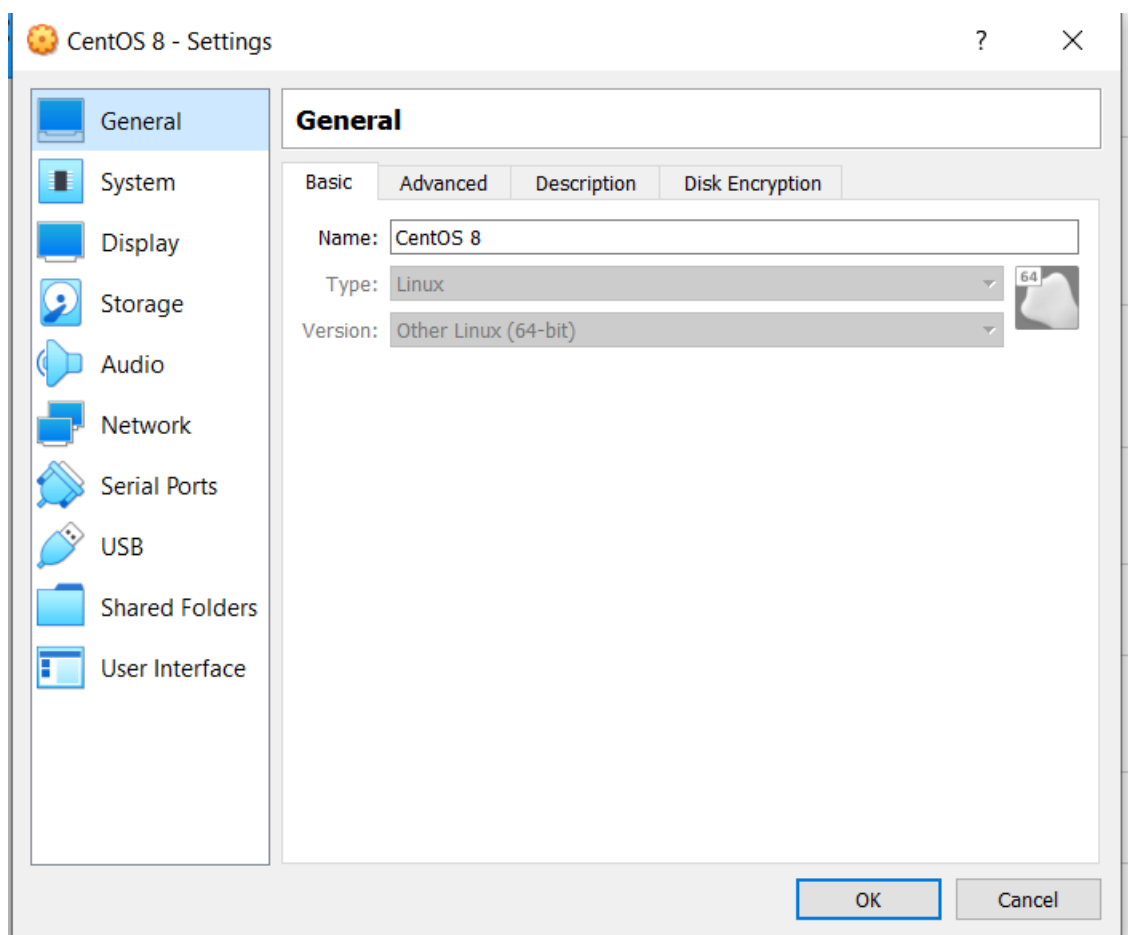 CentOS 8 - Settings ? ×
General
System
Display
Storage
Audio
Network
Serial Ports
USB
Shared Folders
User Interface
General
Basic Advanced Description Disk Encryption
Name: CentOS 8
Type: Linux
64
Version: Other Linux (64-bit)
OK Cancel